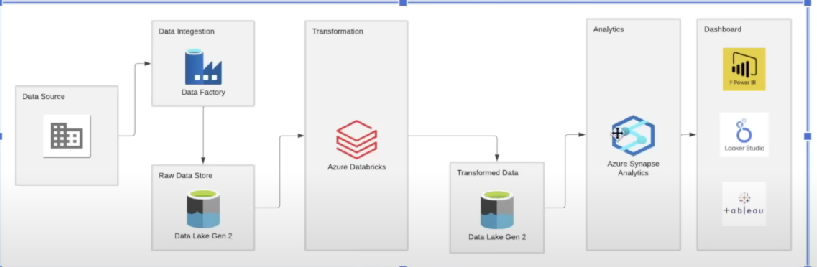 Data Source
Data Integestion
Data Factory
Raw Data Store
Data Lake Gen 2
Transformation
Azure Databricks
Transformed Data
Data Lake Gen 2
Analytics
Azure Synapse
Analytics
Dashboard
Power BI
Looker Studio
tableau